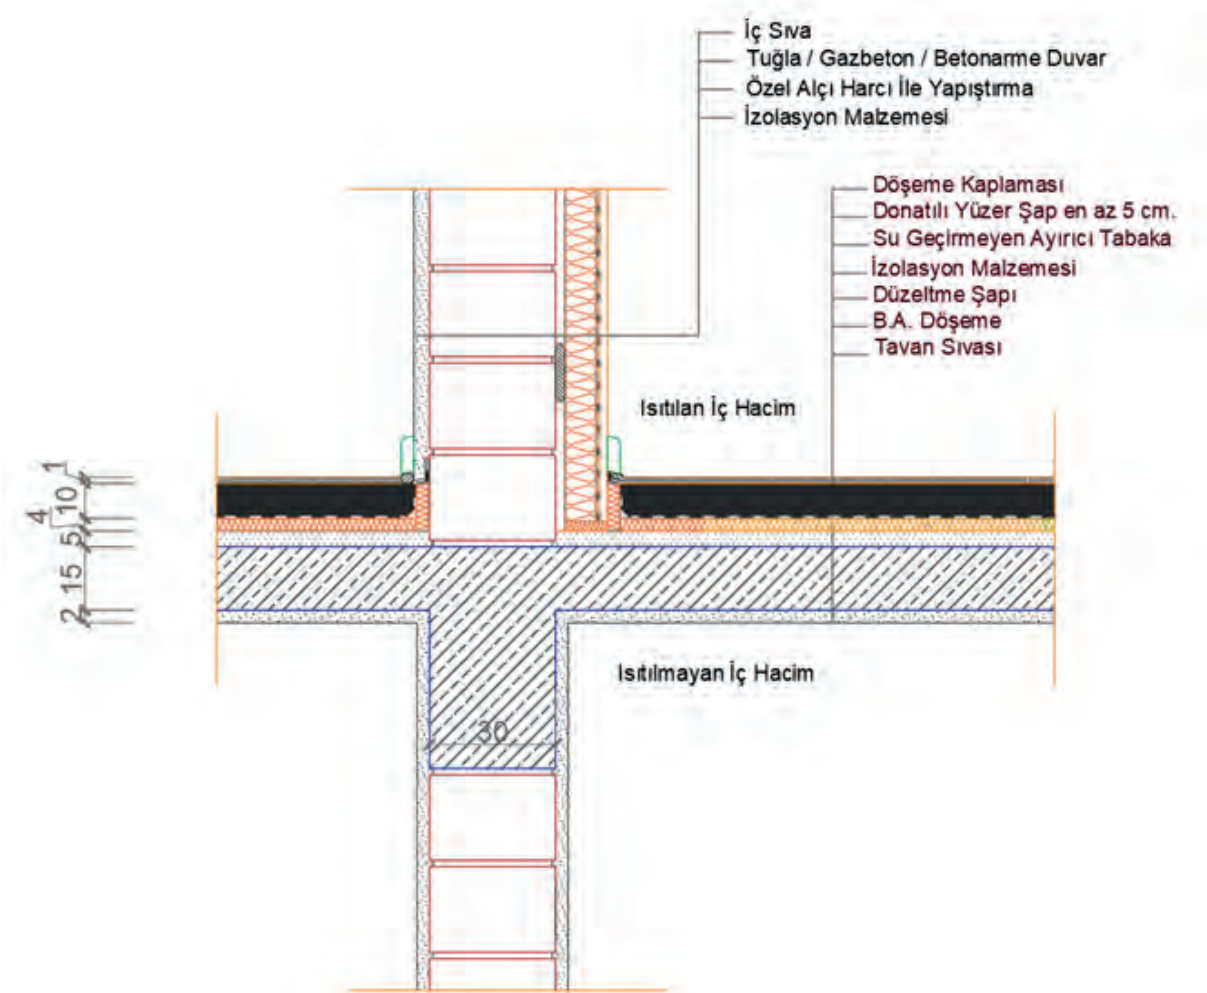 İç Sıva
Tuğla / Gazbeton / Betonarme Duvar
Özel Alçı Harcı İle Yapıştırma
İzolasyon Malzemesi
Döşeme Kaplaması
Donatılı Yüzer Şap en az 5 cm.
Su Geçirmeyen Ayırıcı Tabaka
İzolasyon Malzemesi
Düzeltme Şapı
B.A. Döşeme
Tavan Sıvası
Isıtılan İç Hacim
1
10
4
5
15
2
Isıtılmayan İç Hacim
30